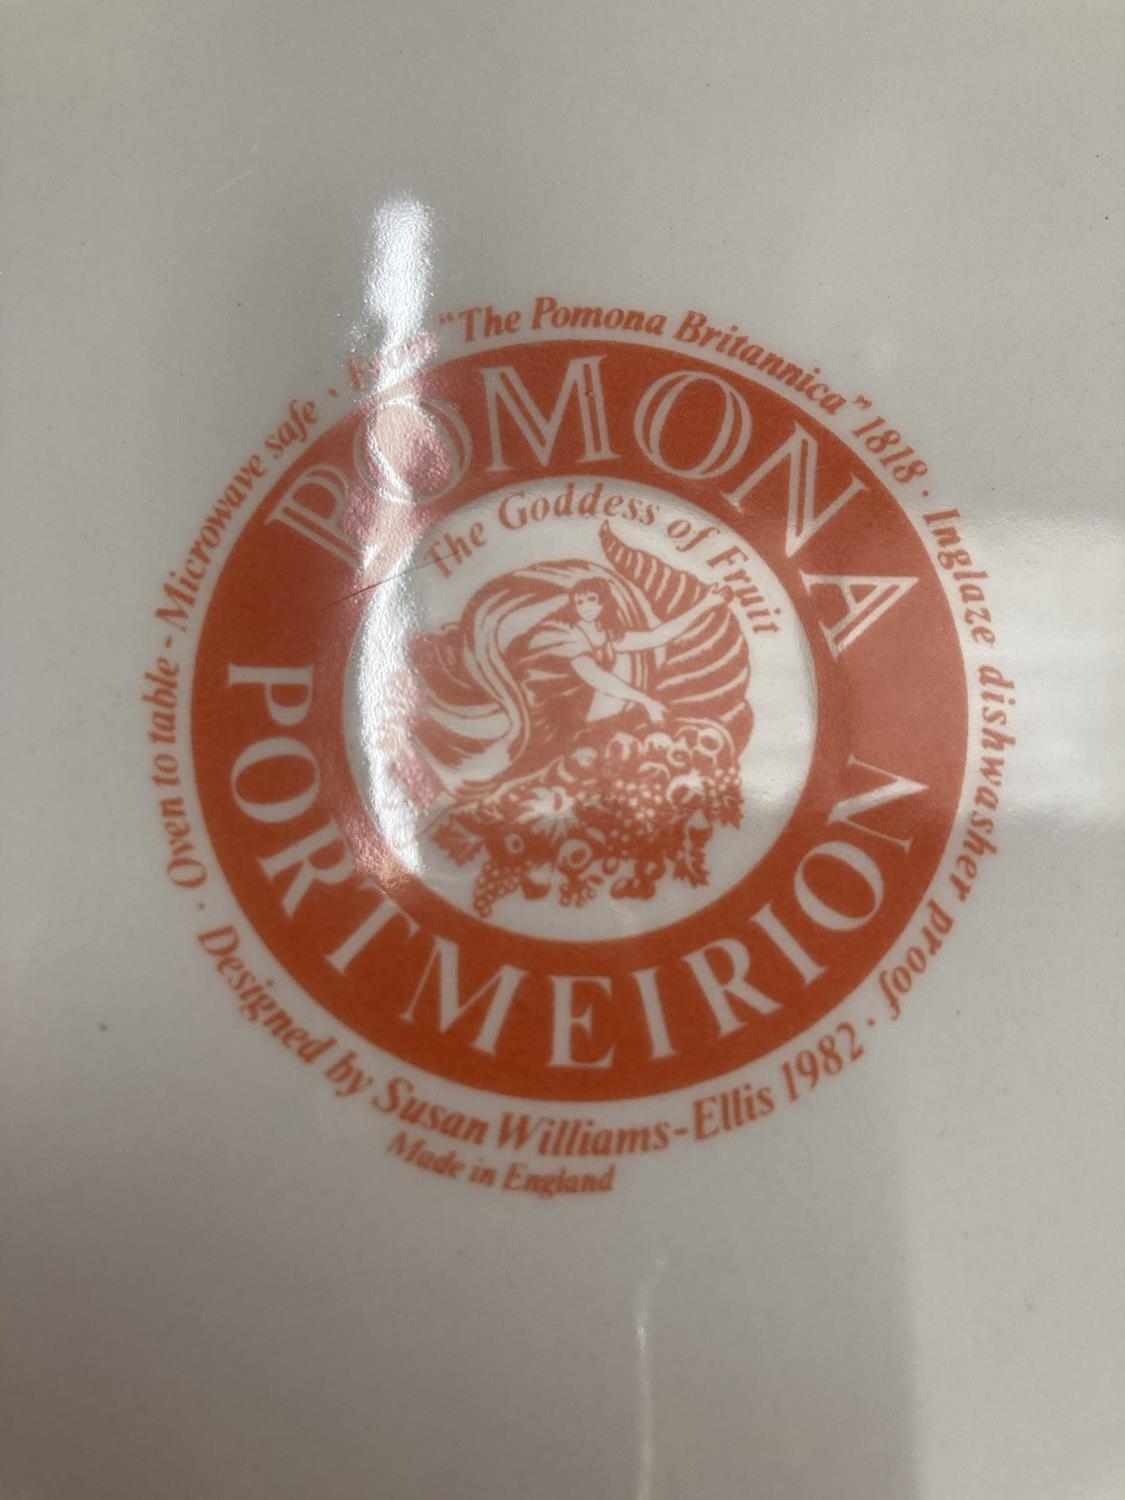 POMONA
The Goddess of Fruit
PORTMEIRION
From "The Pomona Britannica" 1818 · Inglaze dishwasher proof · Designed by Susan Williams-Ellis 1982 · Oven to table - Microwave safe ·
Made in England